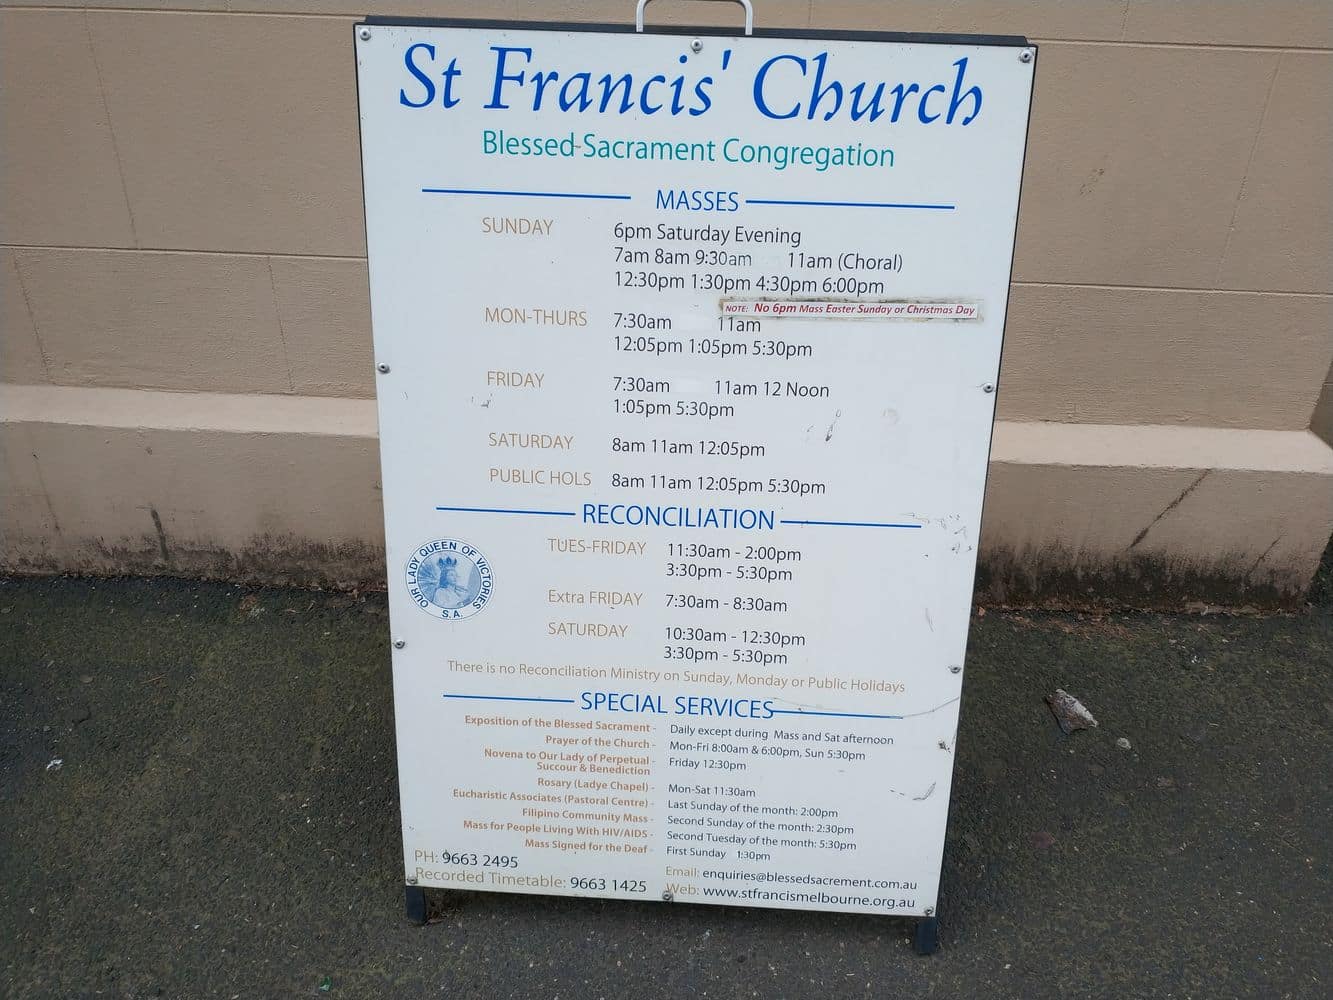 St Francis' Church
Blessed Sacrament Congregation
MASSES
SUNDAY 6pm Saturday Evening
7am 8am 9:30am 11am (Choral)
12:30pm 1:30pm 4:30pm 6:00pm
NOTE: No 6pm Mass Easter Sunday or Christmas Day
MON-THURS 7:30am 11am
12:05pm 1:05pm 5:30pm
FRIDAY 7:30am 11am 12 Noon
1:05pm 5:30pm
SATURDAY 8am 11am 12:05pm
PUBLIC HOLS 8am 11am 12:05pm 5:30pm
RECONCILIATION
TUES-FRIDAY 11:30am - 2:00pm
3:30pm - 5:30pm
Extra FRIDAY 7:30am - 8:30am
SATURDAY 10:30am - 12:30pm
3:30pm - 5:30pm
OUR LADY QUEEN OF VICTORIES
S.A.
There is no Reconciliation Ministry on Sunday, Monday or Public Holidays
SPECIAL SERVICES
Exposition of the Blessed Sacrament - Daily except during Mass and Sat afternoon
Prayer of the Church - Mon-Fri 8:00am & 6:00pm, Sun 5:30pm
Novena to Our Lady of Perpetual - Friday 12:30pm
Succour & Benediction
Rosary (Ladye Chapel) - Mon-Sat 11:30am
Eucharistic Associates (Pastoral Centre) - Last Sunday of the month: 2:00pm
Filipino Community Mass - Second Sunday of the month: 2:30pm
Mass for People Living With HIV/AIDS - Second Tuesday of the month: 5:30pm
Mass Signed for the Deaf - First Sunday 1:30pm
PH: 9663 2495 Email: enquiries@blessedsacrement.com.au
Recorded Timetable: 9663 1425 Web: www.stfrancismelbourne.org.au